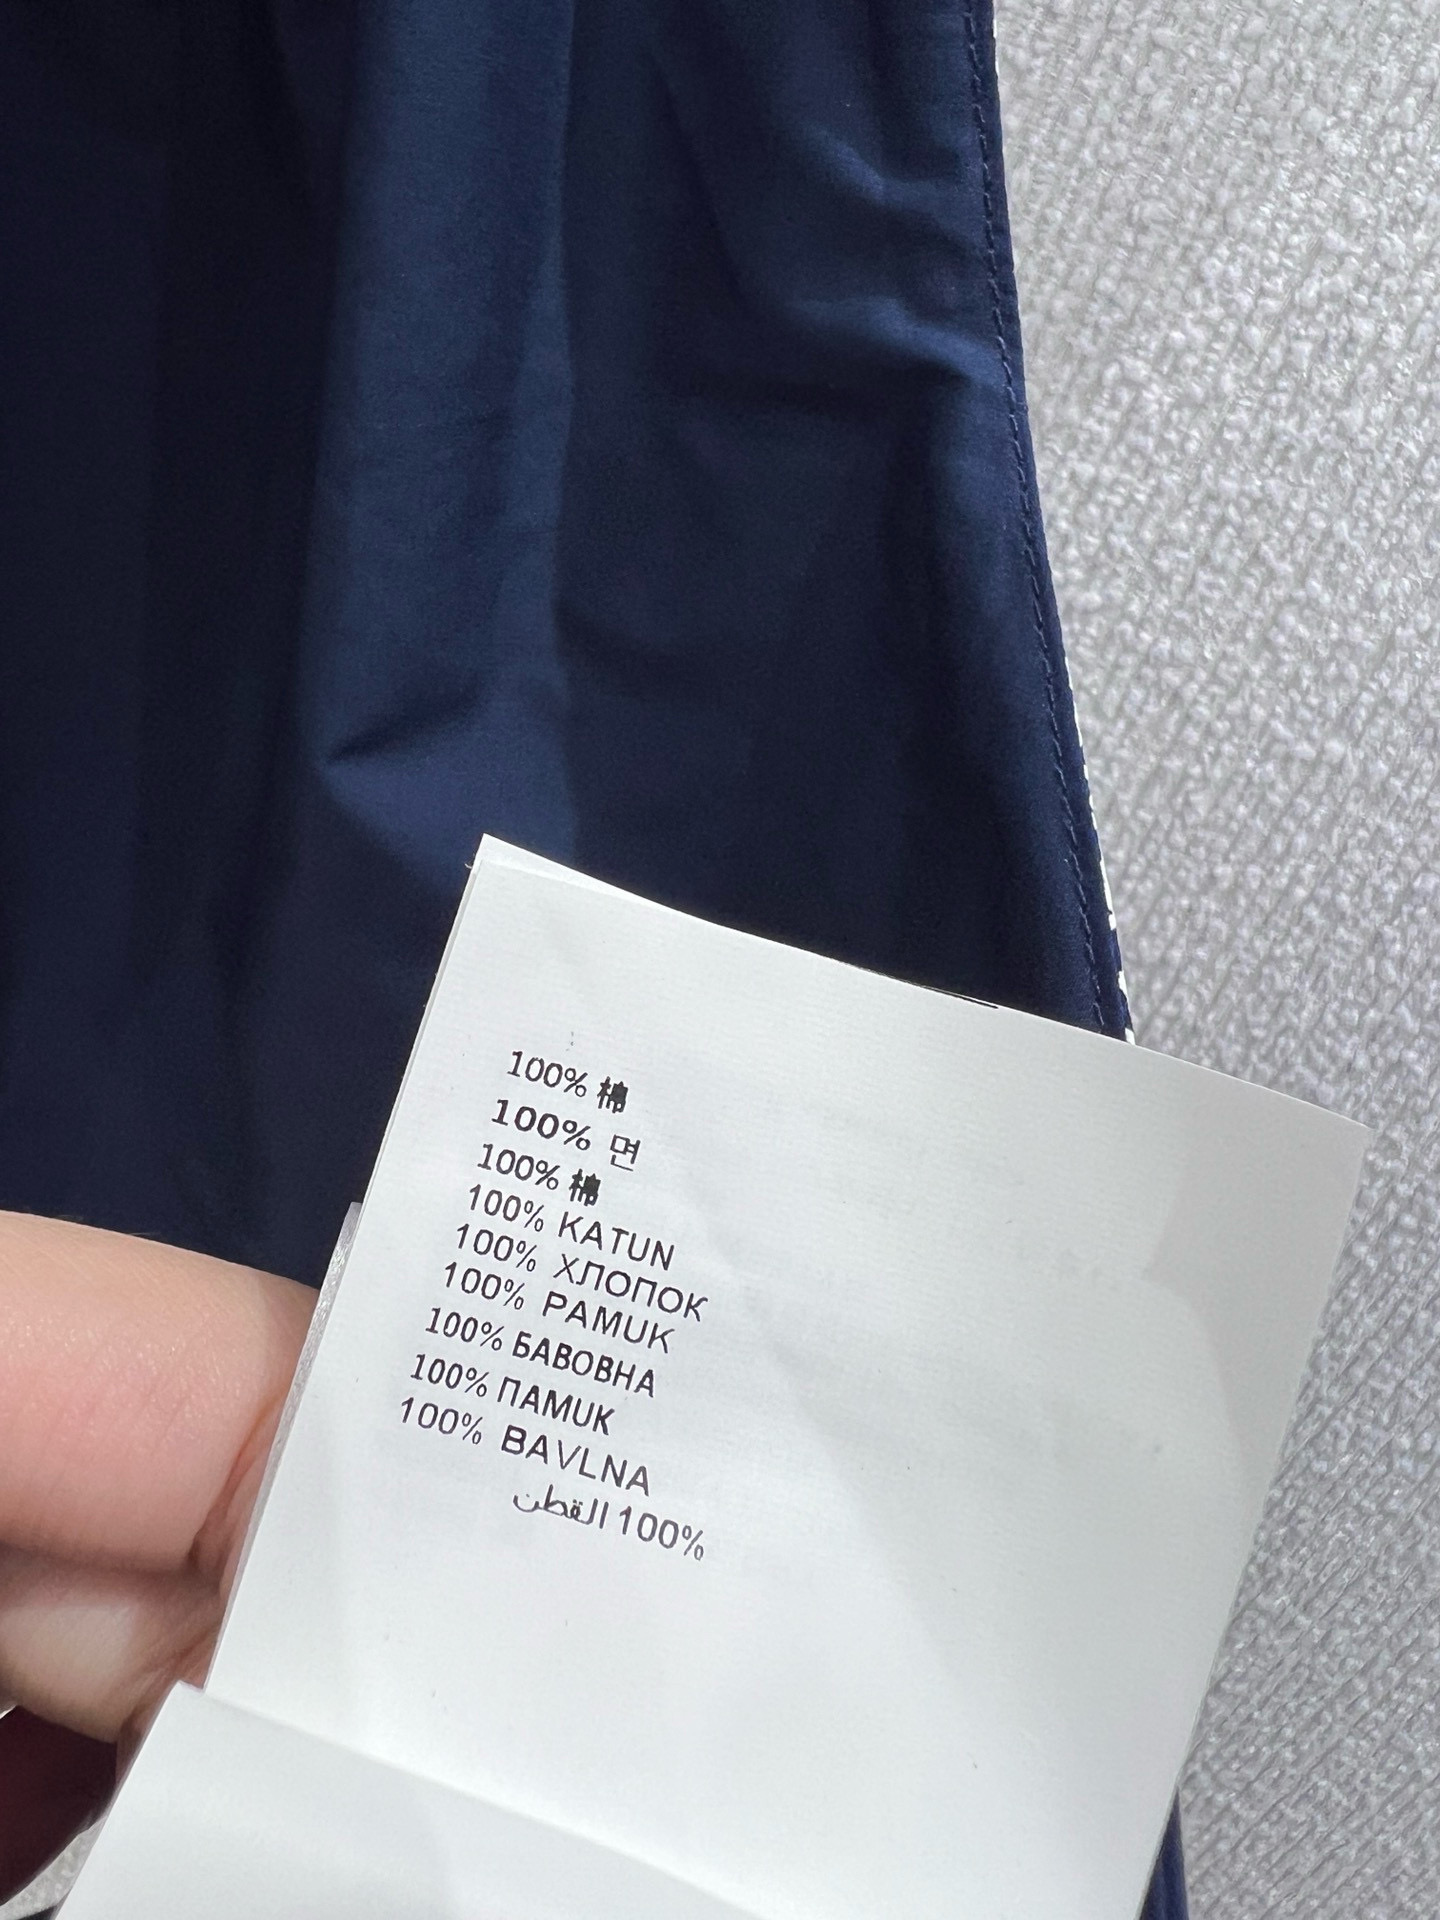 100% 棉
100% 면
100% 棉
100% KATUN
100% ХЛОПОК
100% PAMUK
100% БАВОВНА
100% ПАМUК
100% BAVLNA
100% القطن